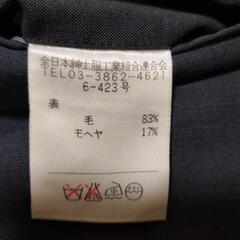 全日本紳士服工業組合連合会
TEL03-3862-4621
6-423号
表
毛 83%
モヘヤ 17%